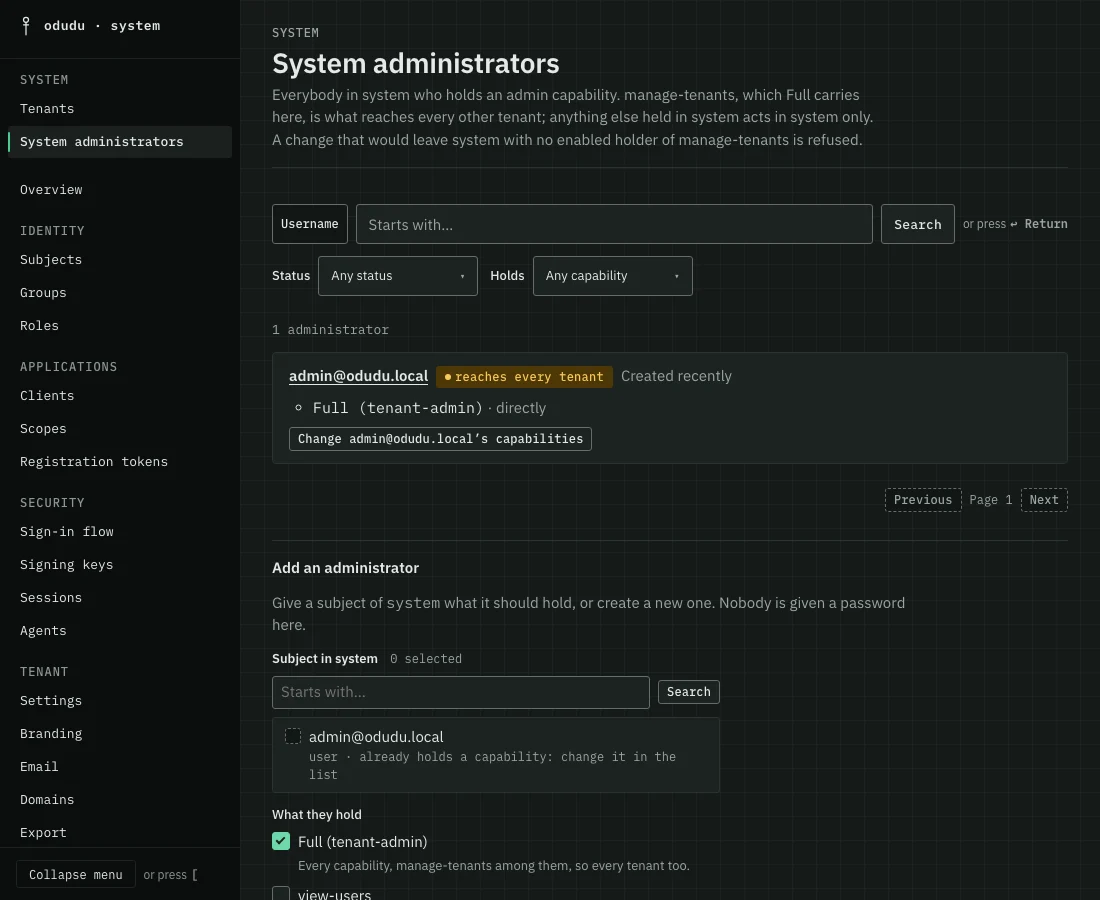 odudu · system
SYSTEM
Tenants
System administrators
Overview
IDENTITY
Subjects
Groups
Roles
APPLICATIONS
Clients
Scopes
Registration tokens
SECURITY
Sign-in flow
Signing keys
Sessions
Agents
TENANT
Settings
Branding
Email
Domains
Export
Collapse menu or press [
SYSTEM
System administrators
Everybody in system who holds an admin capability. manage-tenants, which Full carries
here, is what reaches every other tenant; anything else held in system acts in system only.
A change that would leave system with no enabled holder of manage-tenants is refused.
Username Starts with... Search or press ↩ Return
Status Any status Holds Any capability
1 administrator
admin@odudu.local reaches every tenant Created recently
Full (tenant-admin) · directly
Change admin@odudu.local’s capabilities
Previous Page 1 Next
Add an administrator
Give a subject of system what it should hold, or create a new one. Nobody is given a password
here.
Subject in system 0 selected
Starts with... Search
admin@odudu.local
user · already holds a capability: change it in the
list
What they hold
Full (tenant-admin)
Every capability, manage-tenants among them, so every tenant too.
view-users